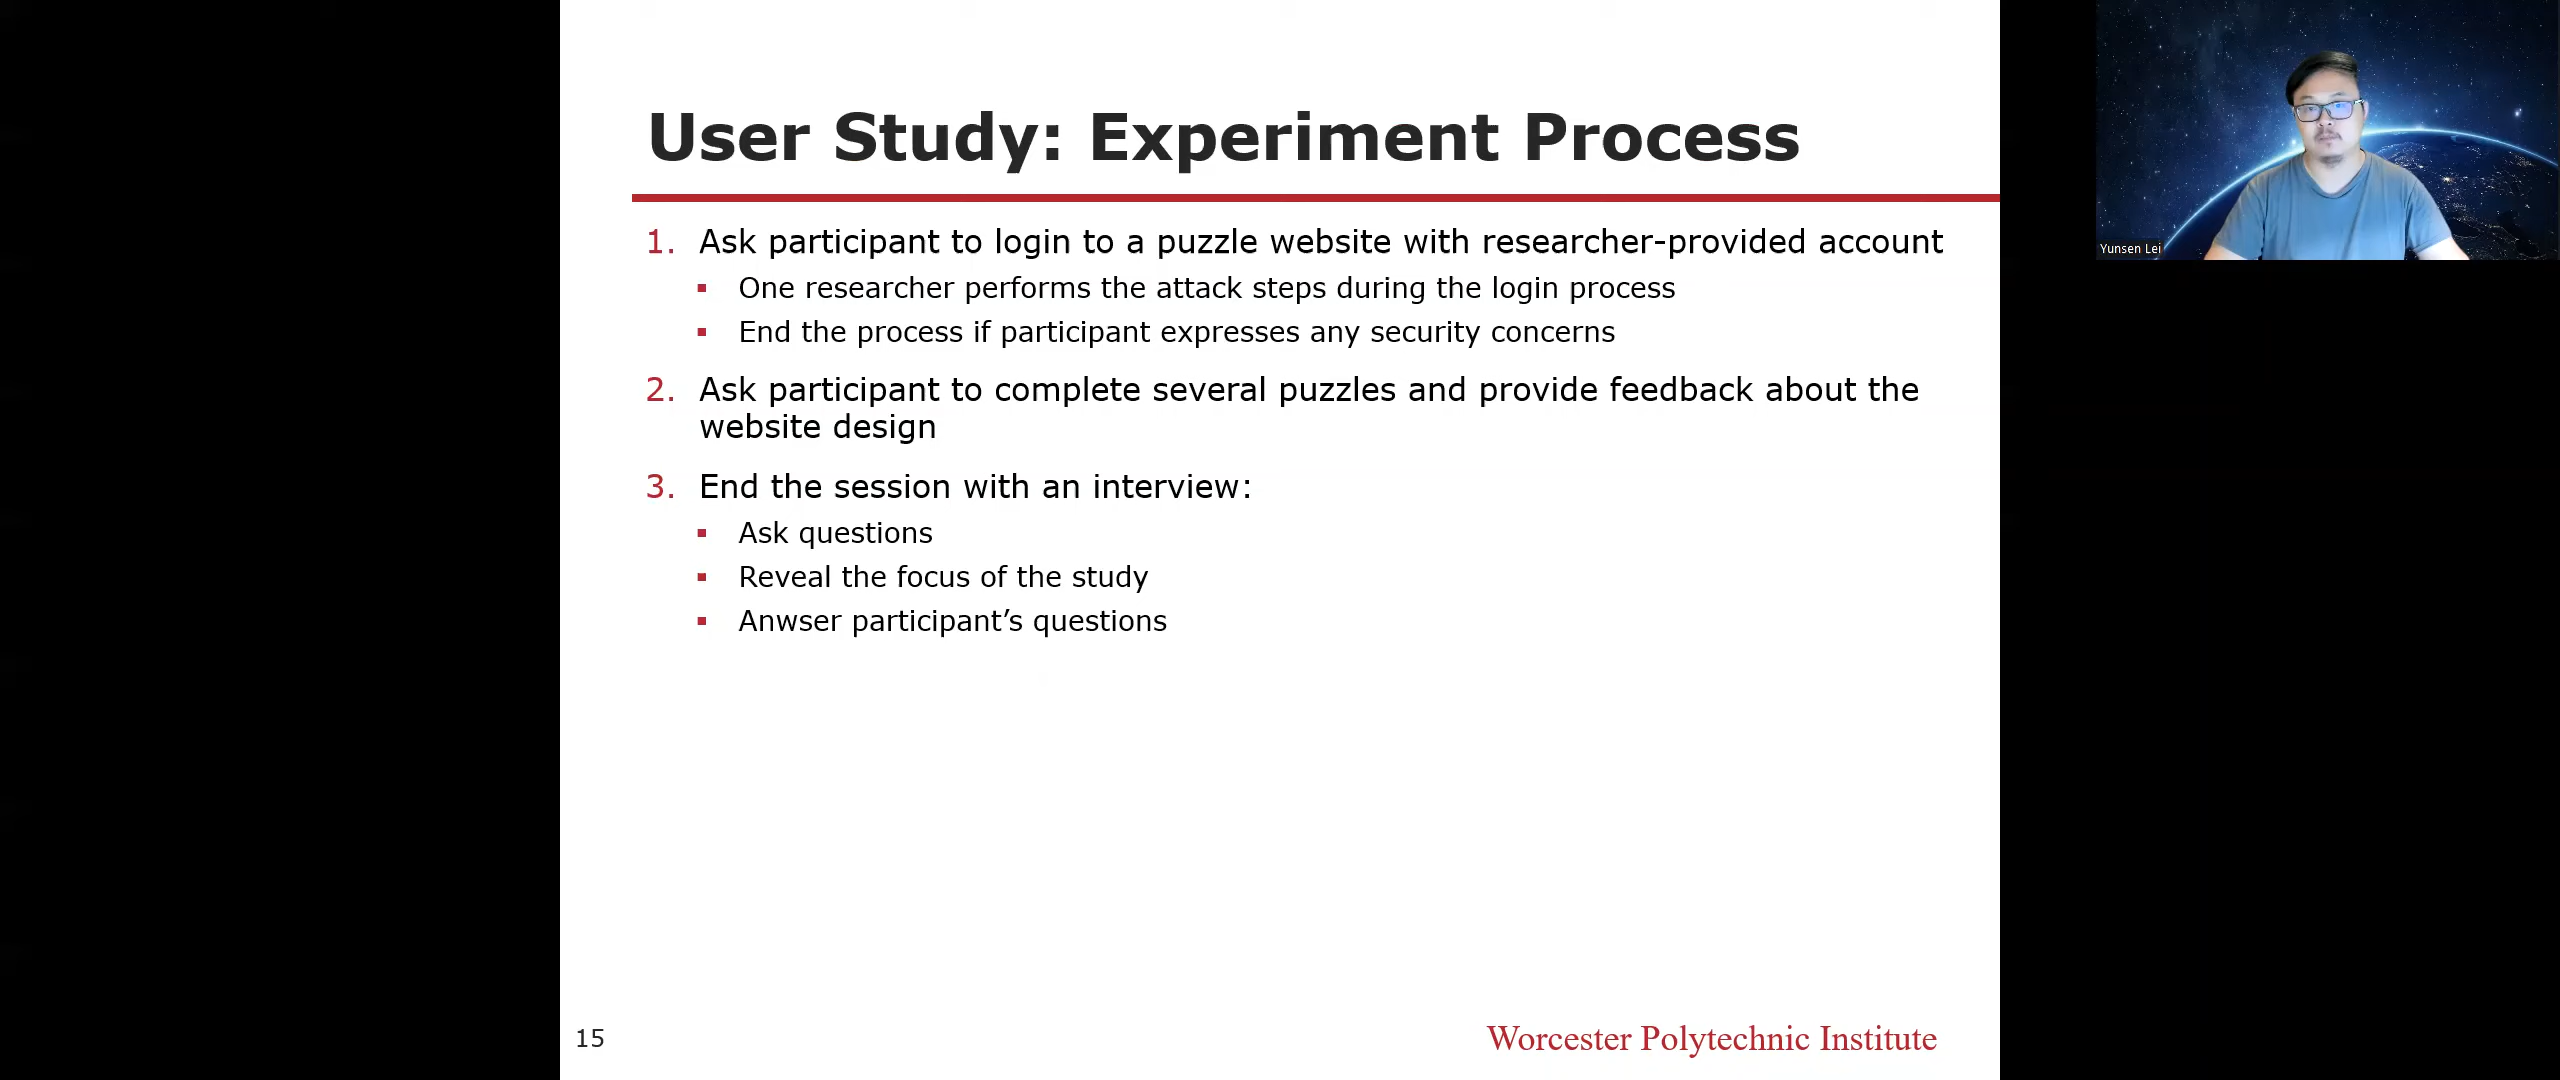 User Study: Experiment Process
1. Ask participant to login to a puzzle website with researcher-provided account
▪ One researcher performs the attack steps during the login process
▪ End the process if participant expresses any security concerns
2. Ask participant to complete several puzzles and provide feedback about the
website design
3. End the session with an interview:
▪ Ask questions
▪ Reveal the focus of the study
▪ Anwser participant’s questions
15
Worcester Polytechnic Institute
Yunsen Lei